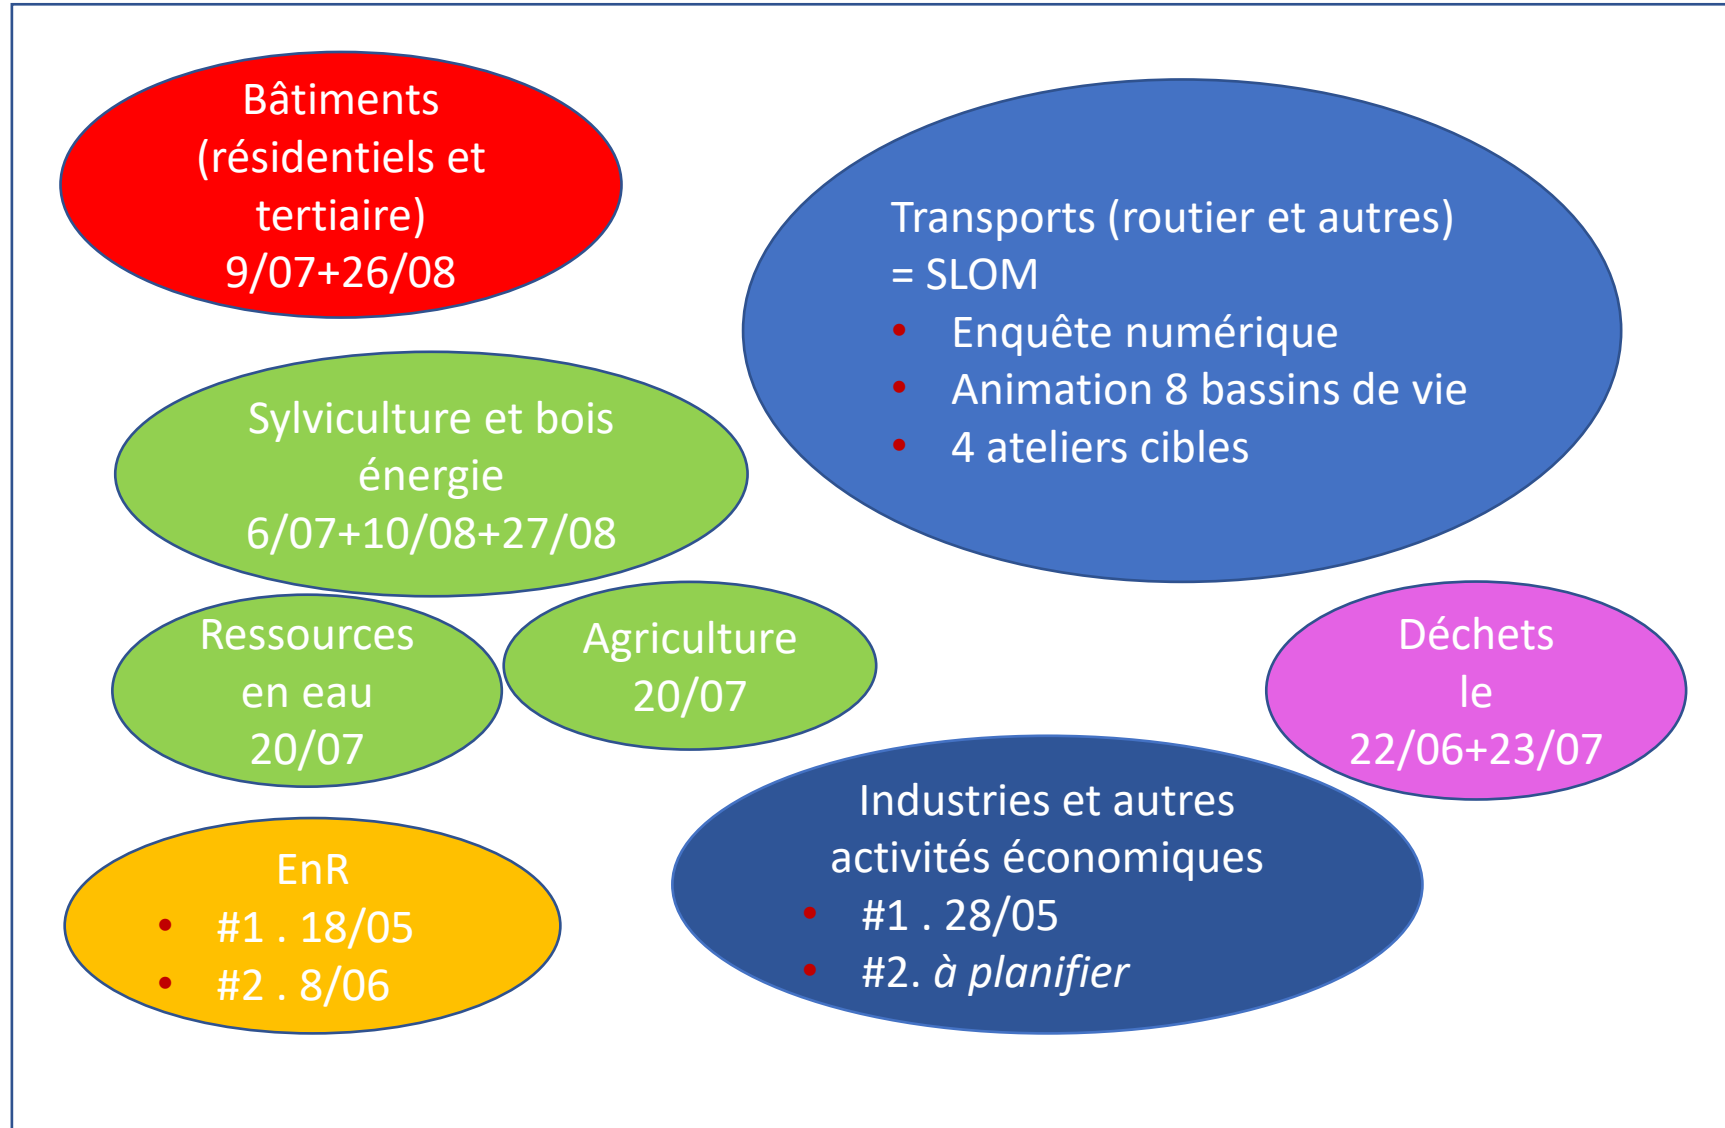 Bâtiments
(résidentiels et
tertiaire)
9/07+26/08
Transports (routier et autres)
= SLOM
• Enquête numérique
• Animation 8 bassins de vie
• 4 ateliers cibles
Sylviculture et bois
énergie
6/07+10/08+27/08
Ressources
en eau
20/07
Agriculture
20/07
Déchets
le
22/06+23/07
Industries et autres
activités économiques
• #1 . 28/05
• #2. à planifier
EnR
• #1 . 18/05
• #2 . 8/06